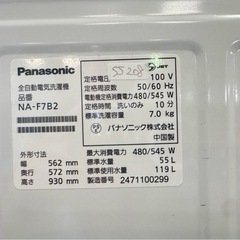 Panasonic
全自動電気洗濯機
品番
NA-F7B2
外形寸法
幅 562 mm
奥行 572 mm
高さ 930 mm
55208
定格電圧 100 V
定格周波数 50/60 Hz
電動機定格消費電力 480/545 W
定格時間 洗いのみ 10 分
標準洗濯容量 7.0 kg
パナソニック株式会社
中国製
最大消費電力 480/545 W
標準水量 55 L
標準使用水量 119 L
製造番号 2471100299